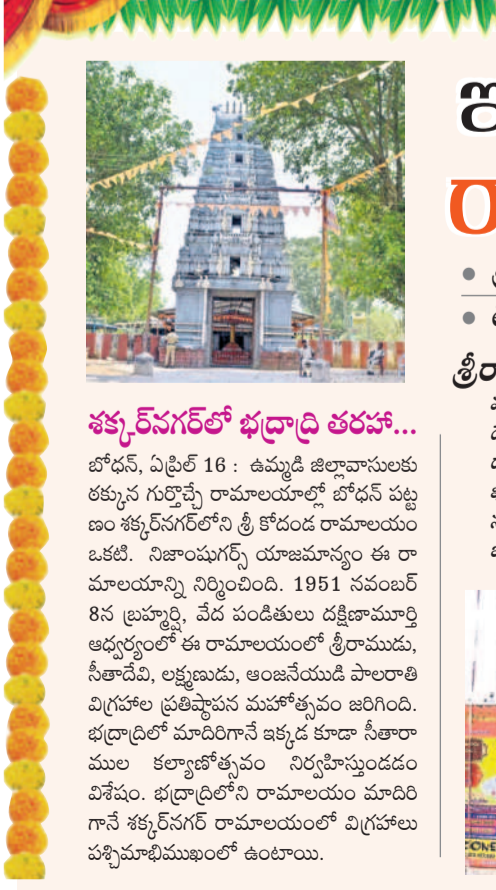 శక్కర్‌నగర్‌లో భద్రాద్రి తరహా...
బోధన్, ఏప్రిల్ 16 : ఉమ్మడి జిల్లావాసులకు
ఠక్కున గుర్తొచ్చే రామాలయాల్లో బోధన్ పట్ట
ణం శక్కర్‌నగర్‌లోని శ్రీ కోదండ రామాలయం
ఒకటి. నిజాంషుగర్స్ యాజమాన్యం ఈ రా
మాలయాన్ని నిర్మించింది. 1951 నవంబర్
8న బ్రహ్మర్షి, వేద పండితులు దక్షిణామూర్తి
ఆధ్వర్యంలో ఈ రామాలయంలో శ్రీరాముడు,
సీతాదేవి, లక్ష్మణుడు, ఆంజనేయుడి పాలరాతి
విగ్రహాల ప్రతిష్ఠాపన మహోత్సవం జరిగింది.
భద్రాద్రిలో మాదిరిగానే ఇక్కడ కూడా సీతారా
ముల కల్యాణోత్సవం నిర్వహిస్తుండడం
విశేషం. భద్రాద్రిలోని రామాలయం మాదిరి
గానే శక్కర్‌నగర్ రామాలయంలో విగ్రహాలు
పశ్చిమాభిముఖంలో ఉంటాయి.